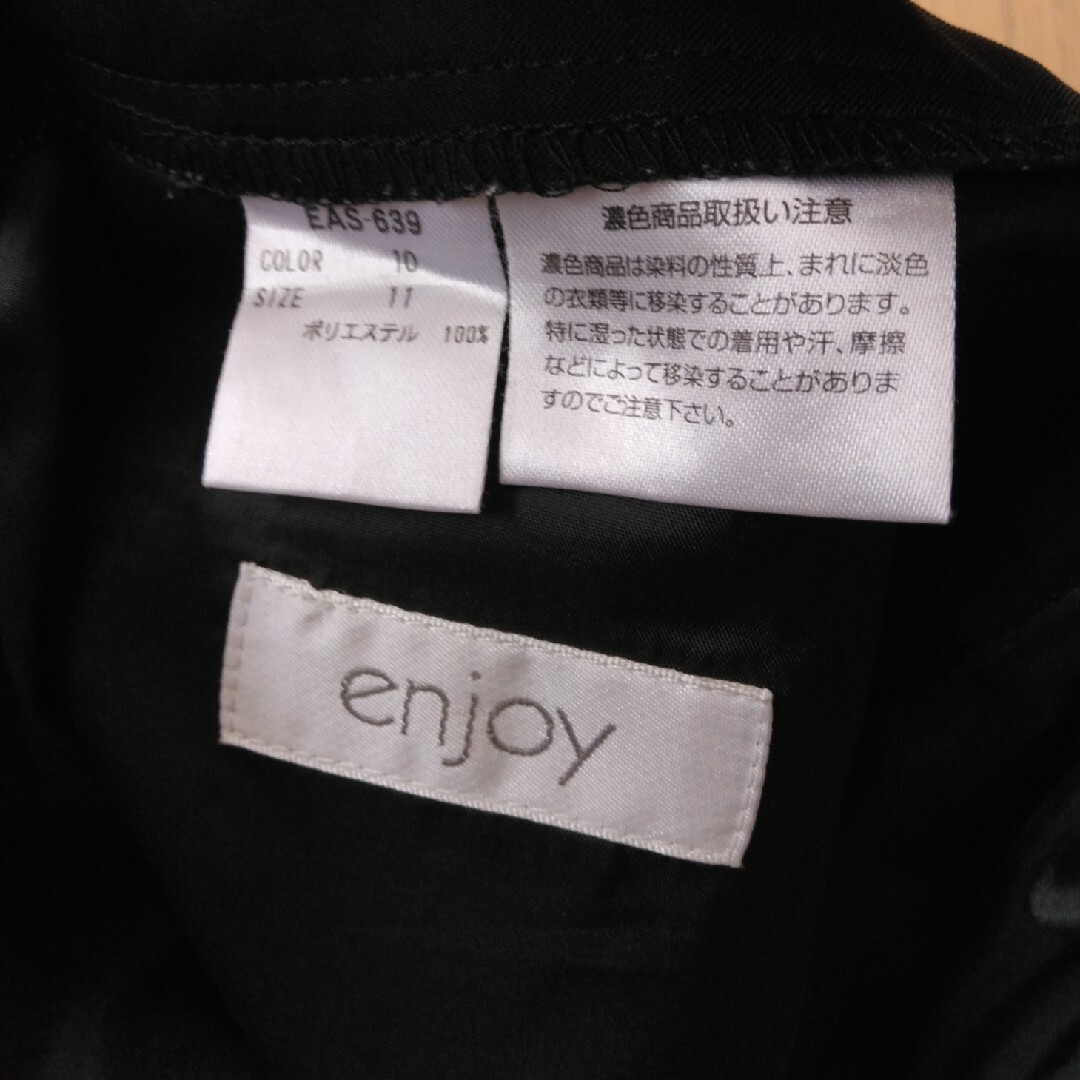 EAS-639
COLOR 10
SIZE 11
ポリエステル 100%
濃色商品取扱い注意
濃色商品は染料の性質上、まれに淡色
の衣類等に移染することがあります。
特に湿った状態での着用や汗、摩擦
などによって移染することがありま
すのでご注意下さい。
enjoy